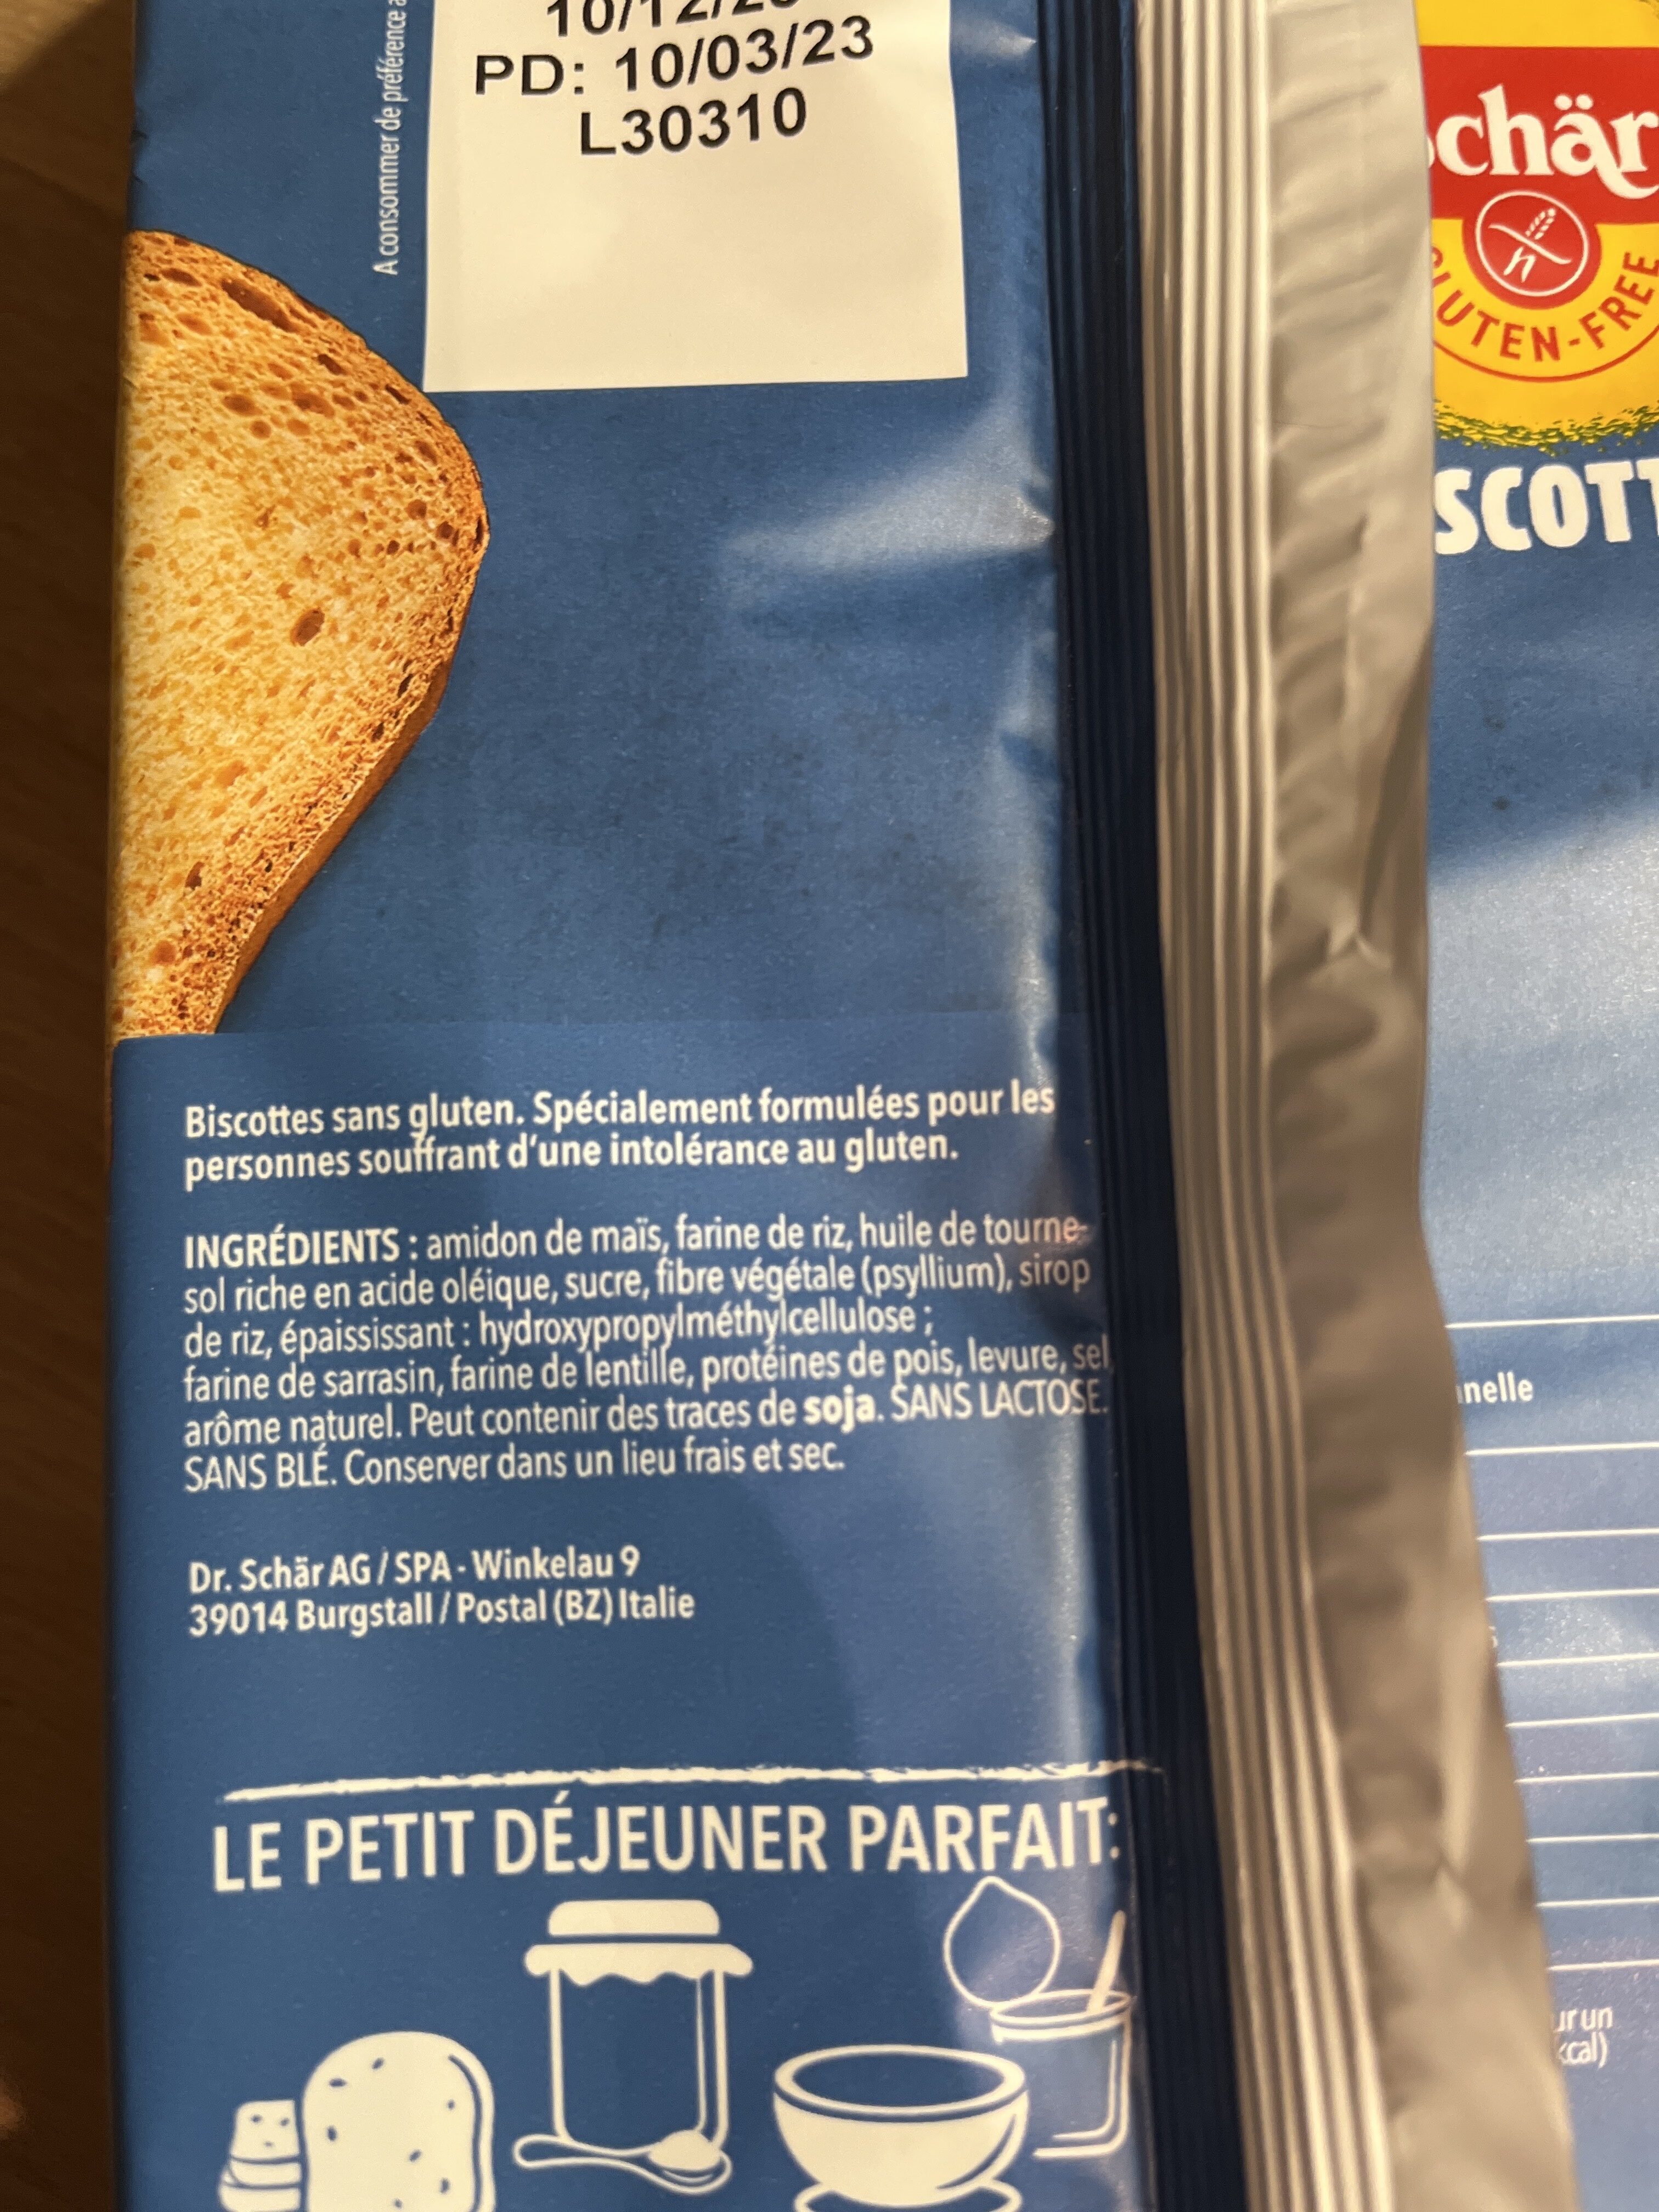 A consommer de préférence
PD: 10/03/23
L30310
chär
GLUTEN-FREE
SCOTT
Biscottes sans gluten. Spécialement formulées pour les
personnes souffrant d'une intolérance au gluten.
INGRÉDIENTS : amidon de maïs, farine de riz, huile de tourne-
sol riche en acide oléique, sucre, fibre végétale (psyllium), sirop
de riz, épaississant : hydroxypropylméthylcellulose ;
farine de sarrasin, farine de lentille, protéines de pois, levure, sel,
arôme naturel. Peut contenir des traces de soja. SANS LACTOSE.
SANS BLÉ. Conserver dans un lieu frais et sec.
Dr. Schär AG / SPA - Winkelau 9
39014 Burgstall / Postal (BZ) Italie
LE PETIT DÉJEUNER PARFAIT:
nelle
un
kcal)